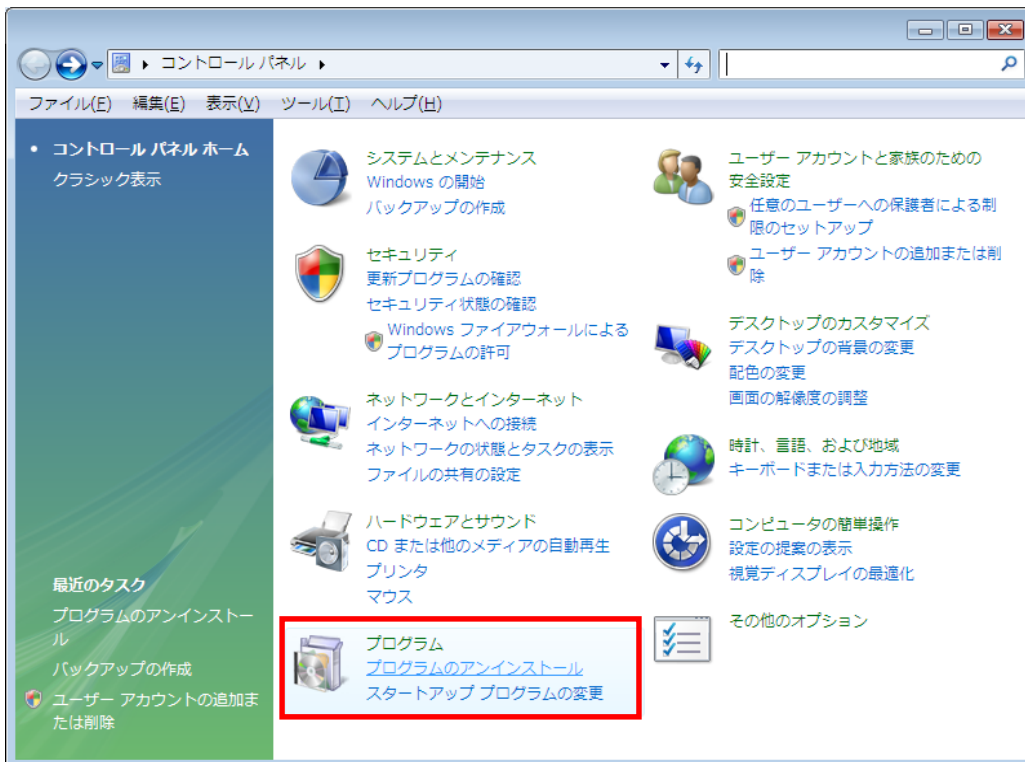 コントロール パネル
ファイル(F) 編集(E) 表示(V) ツール(T) ヘルプ(H)
コントロール パネル ホーム
クラシック表示
最近のタスク
プログラムのアンインストー
ル
バックアップの作成
ユーザー アカウントの追加ま
たは削除
システムとメンテナンス
Windows の開始
バックアップの作成
セキュリティ
更新プログラムの確認
セキュリティ状態の確認
Windows ファイアウォールによる
プログラムの許可
ネットワークとインターネット
インターネットへの接続
ネットワークの状態とタスクの表示
ファイルの共有の設定
ハードウェアとサウンド
CD または他のメディアの自動再生
プリンタ
マウス
プログラム
プログラムのアンインストール
スタートアップ プログラムの変更
ユーザー アカウントと家族のための
安全設定
任意のユーザーへの保護者による制
限のセットアップ
ユーザー アカウントの追加または削
除
デスクトップのカスタマイズ
デスクトップの背景の変更
配色の変更
画面の解像度の調整
時計、言語、および地域
キーボードまたは入力方法の変更
コンピュータの簡単操作
設定の提案の表示
視覚ディスプレイの最適化
その他のオプション